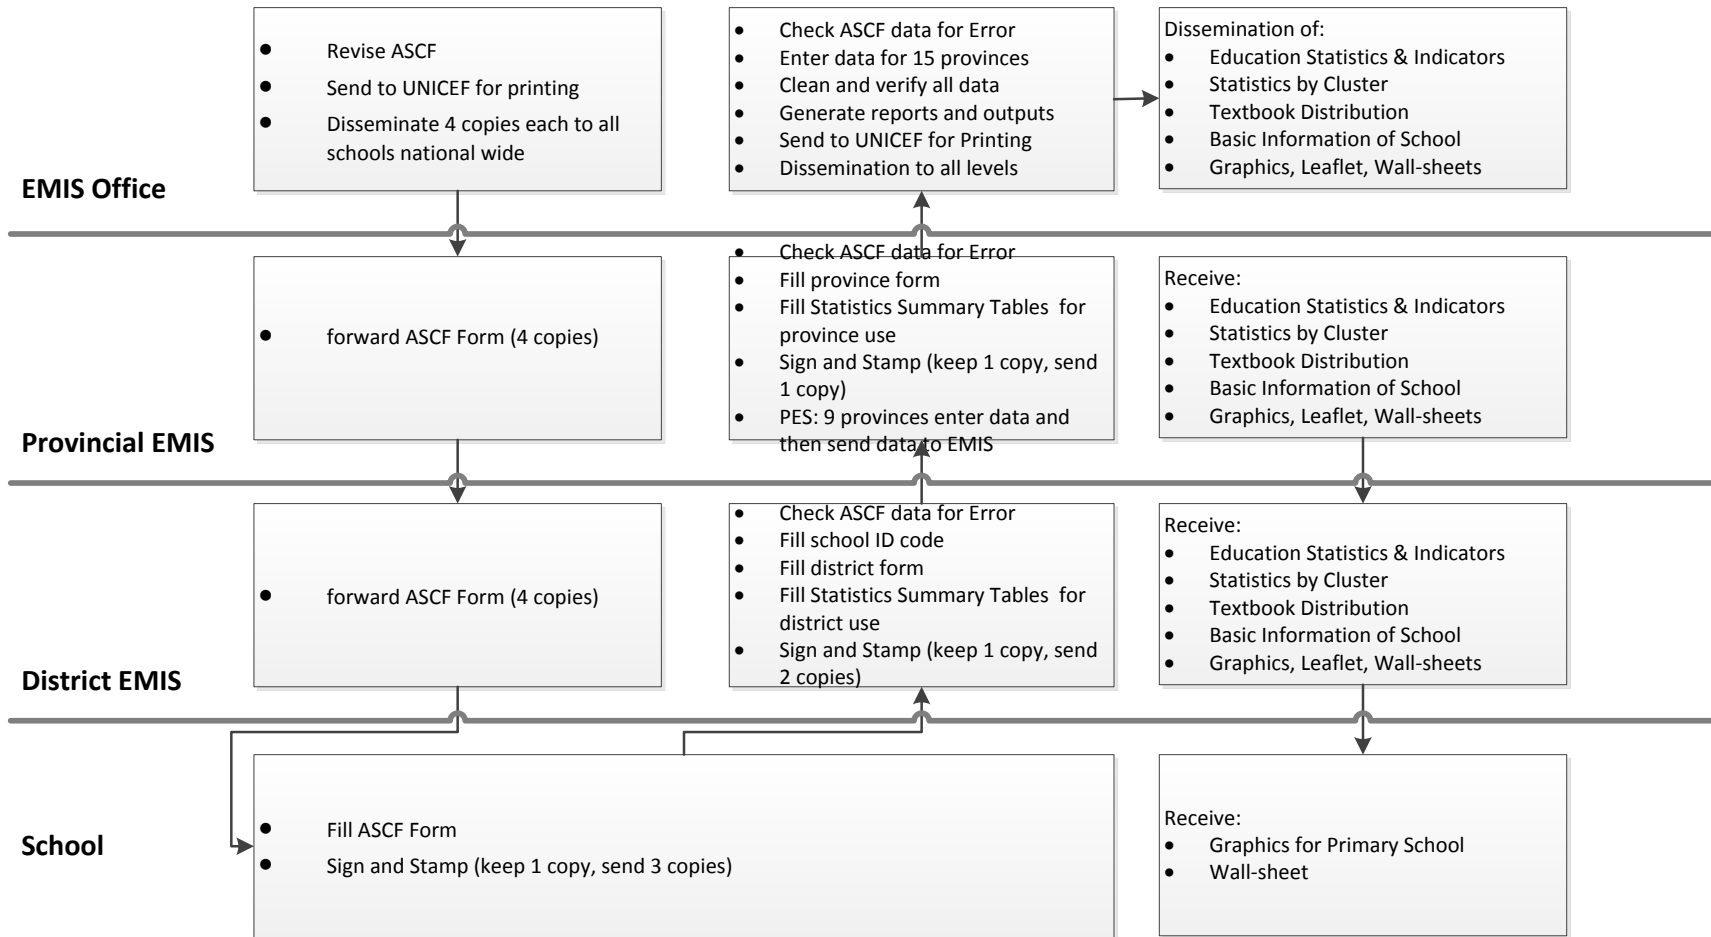 Revise ASCF
Send to UNICEF for printing
Disseminate 4 copies each to all
schools national wide
Check ASCF data for Error
Enter data for 15 provinces
Clean and verify all data
Generate reports and outputs
Send to UNICEF for Printing
Dissemination to all levels
Dissemination of:
Education Statistics & Indicators
Statistics by Cluster
Textbook Distribution
Basic Information of School
Graphics, Leaflet, Wall-sheets
EMIS Office
forward ASCF Form (4 copies)
Check ASCF data for Error
Fill province form
Fill Statistics Summary Tables for
province use
Sign and Stamp (keep 1 copy, send
1 copy)
PES: 9 provinces enter data and
then send data to EMIS
Receive:
Education Statistics & Indicators
Statistics by Cluster
Textbook Distribution
Basic Information of School
Graphics, Leaflet, Wall-sheets
Provincial EMIS
forward ASCF Form (4 copies)
Check ASCF data for Error
Fill school ID code
Fill district form
Fill Statistics Summary Tables for
district use
Sign and Stamp (keep 1 copy, send
2 copies)
Receive:
Education Statistics & Indicators
Statistics by Cluster
Textbook Distribution
Basic Information of School
Graphics, Leaflet, Wall-sheets
District EMIS
School
Fill ASCF Form
Sign and Stamp (keep 1 copy, send 3 copies)
Receive:
Graphics for Primary School
Wall-sheet